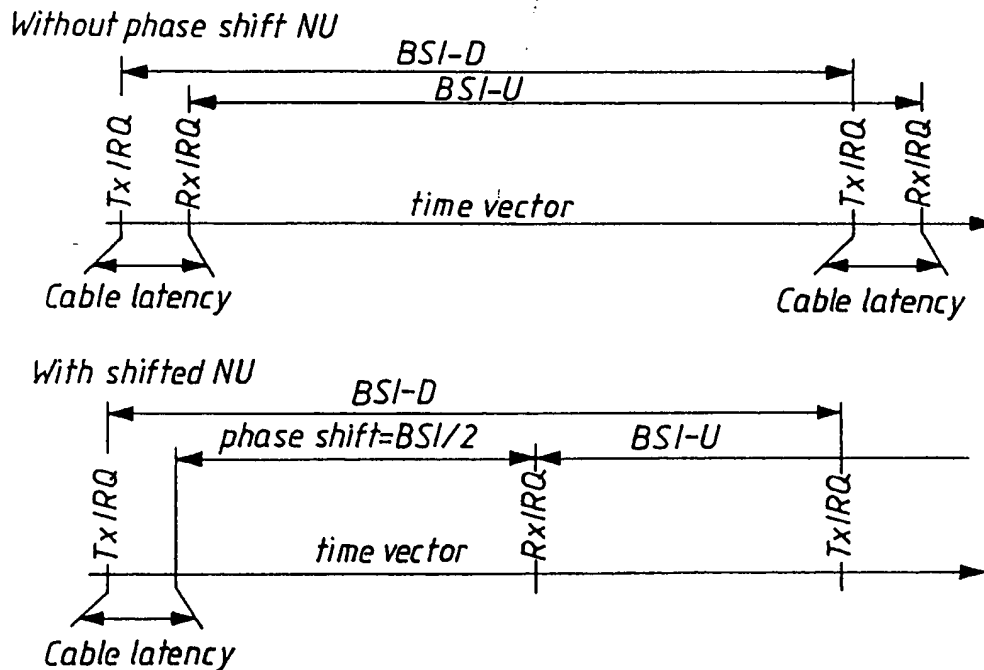 Without phase shift NU
BSI-D
BSI-U
Tx IRQ
Rx IRQ
Tx IRQ
Rx IRQ
time vector
Cable latency
Cable latency
With shifted NU
BSI-D
phase shift=BSI/2
BSI-U
Tx IRQ
Rx IRQ
Tx IRQ
time vector
Cable latency